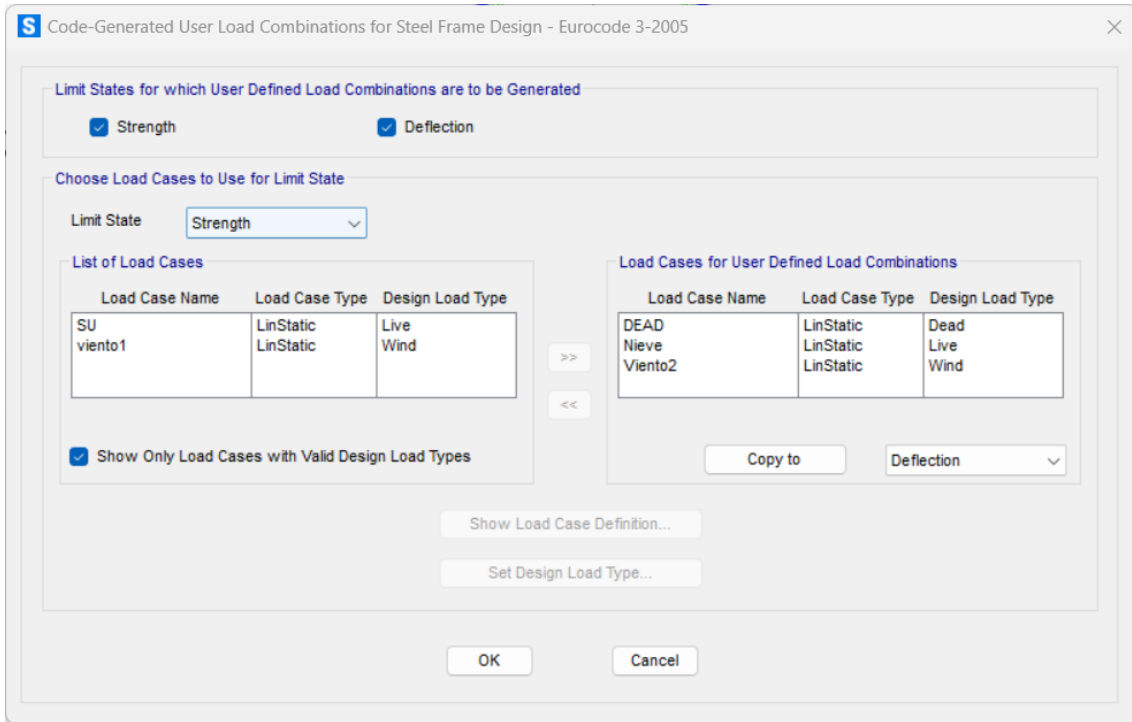 S Code-Generated User Load Combinations for Steel Frame Design - Eurocode 3-2005
Limit States for which User Defined Load Combinations are to be Generated
Strength Deflection
Choose Load Cases to Use for Limit State
Limit State Strength
List of Load Cases
Load Case Name Load Case Type Design Load Type
SU LinStatic Live
viento1 LinStatic Wind
Show Only Load Cases with Valid Design Load Types
>>
<<
Load Cases for User Defined Load Combinations
Load Case Name Load Case Type Design Load Type
DEAD LinStatic Dead
Nieve LinStatic Live
Viento2 LinStatic Wind
Copy to Deflection
Show Load Case Definition...
Set Design Load Type...
OK Cancel